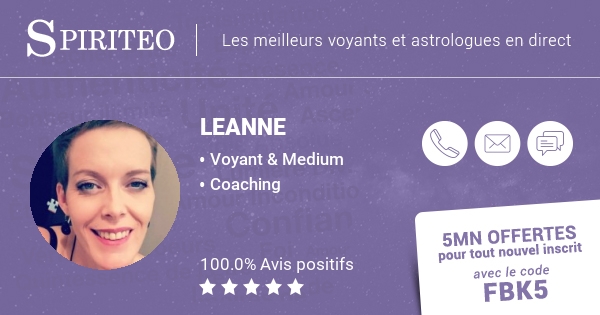 SPIRITEO
Les meilleurs voyants et astrologues en direct
LEANNE
• Voyant & Medium
• Coaching
100.0% Avis positifs
5MN OFFERTES
pour tout nouvel inscrit
avec le code
FBK5